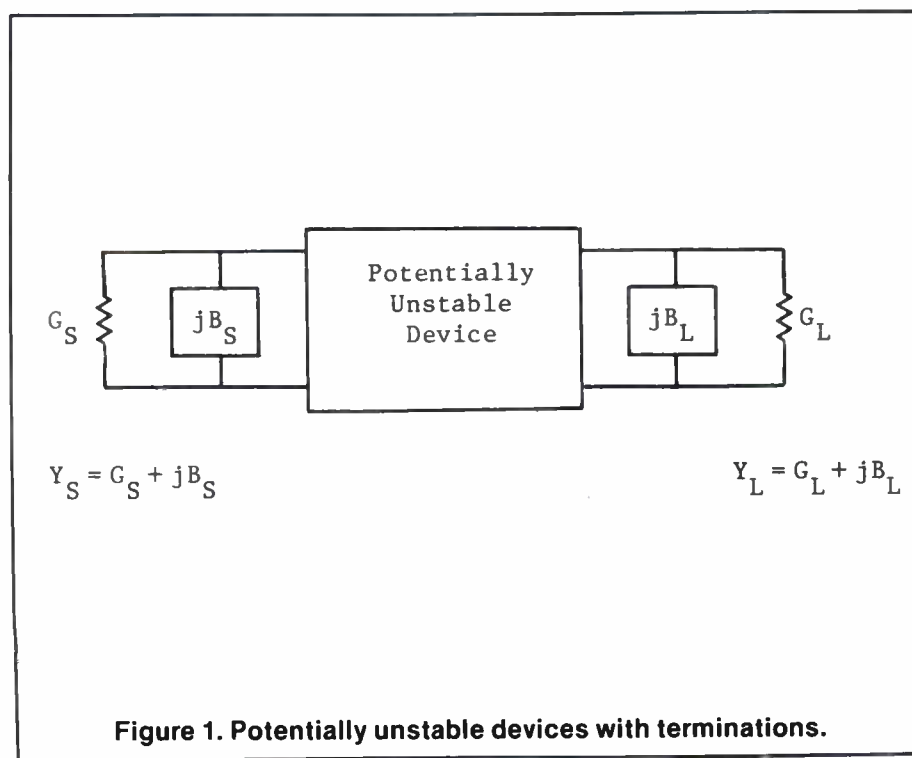 Potentially
Unstable
Device
G_S
jB_S
jB_L
G_L
Y_S = G_S + jB_S
Y_L = G_L + jB_L
Figure 1. Potentially unstable devices with terminations.